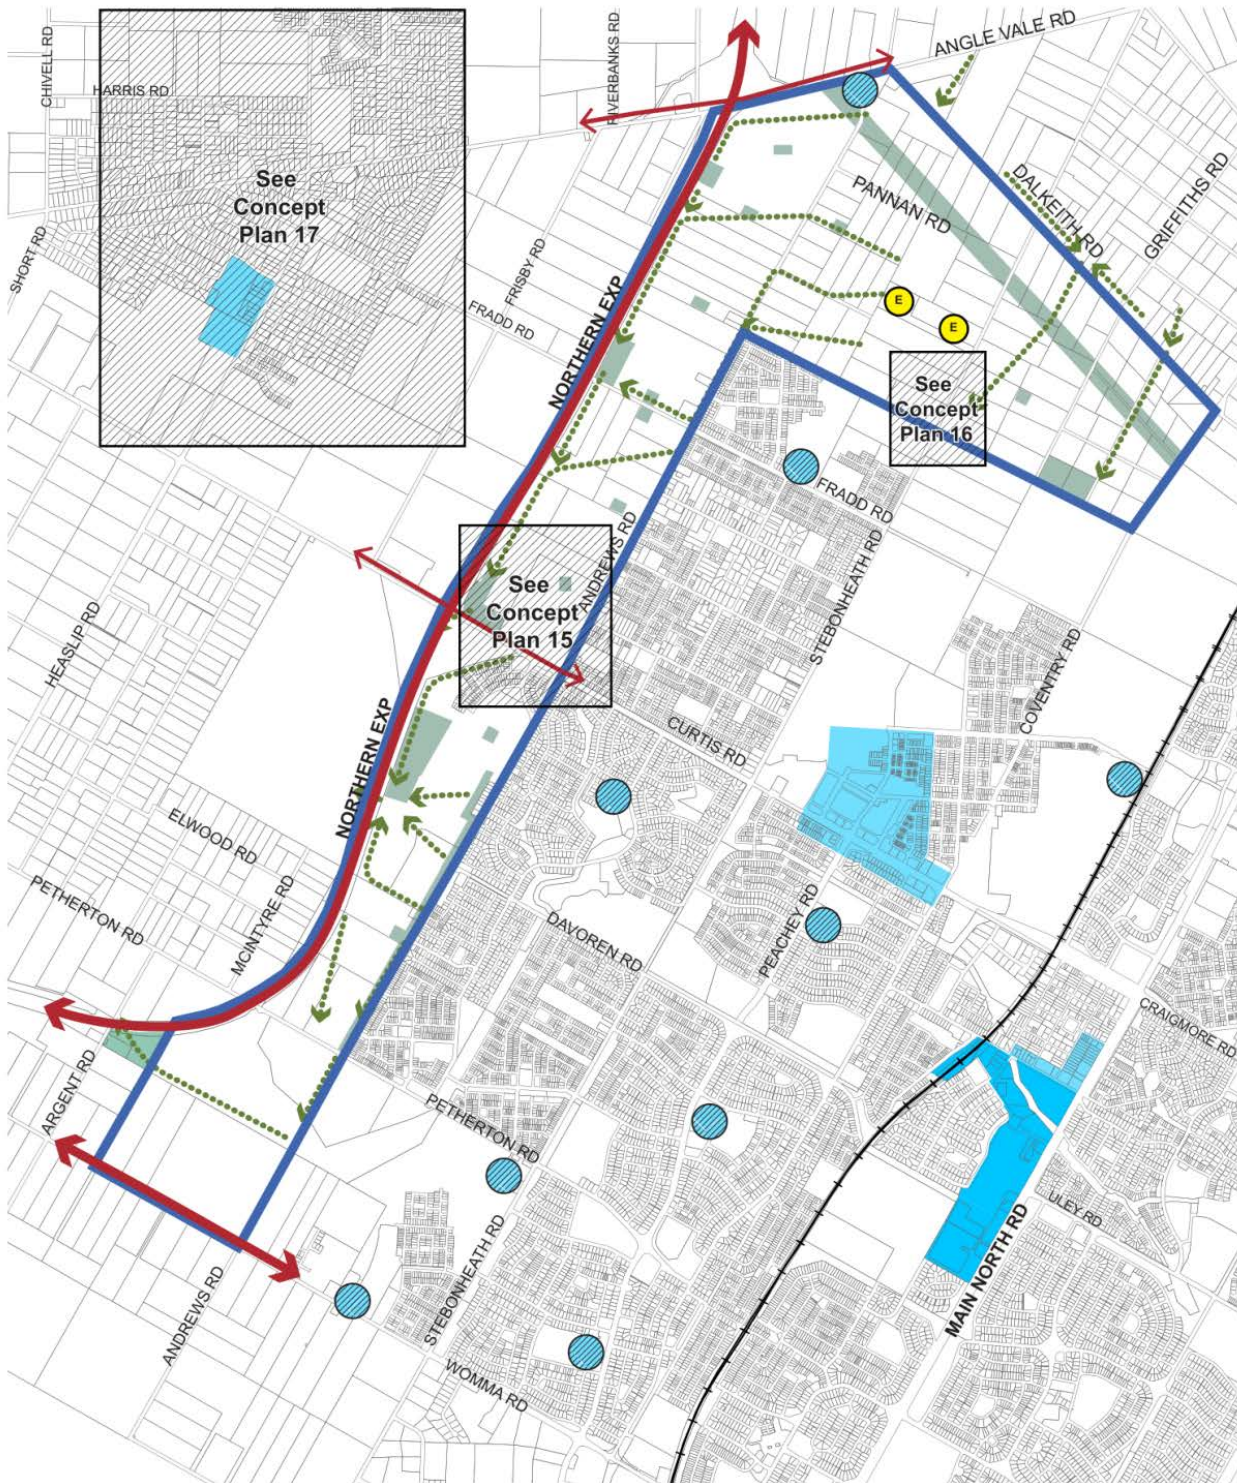 ANGLE VALE RD
CHIVELL RD
RIVERBANKS RD
HARRIS RD
See
Concept
Plan 17
PANNAN RD
DALKEITH RD
GRIFFITHS RD
SHORT RD
FRISBY RD
FRADD RD
NORTHERN EXP
E
E
See
Concept
Plan 16
FRADD RD
ANDREWS RD
STEBONHEATH RD
See
Concept
Plan 15
HEASLIP RD
COVENTRY RD
CURTIS RD
NORTHERN EXP
ELWOOD RD
PETHERTON RD
MCINTYRE RD
PEACHEY RD
DAVOREN RD
CRAIGMORE RD
ARGENT RD
PETHERTON RD
ULEY RD
STEBONHEATH RD
MAIN NORTH RD
ANDREWS RD
WOMMA RD